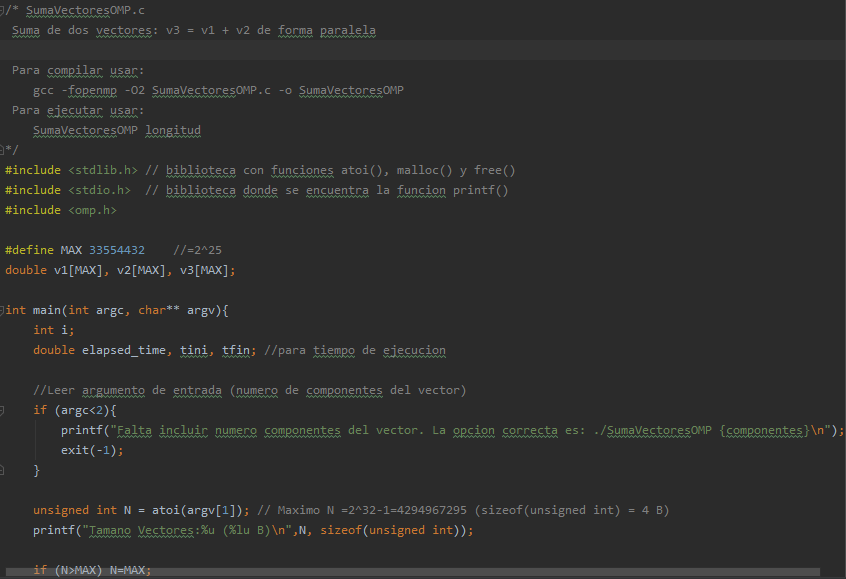 /* SumaVectoresOMP.c
Suma de dos vectores: v3 = v1 + v2 de forma paralela
Para compilar usar:
gcc -fopenmp -O2 SumaVectoresOMP.c -o SumaVectoresOMP
Para ejecutar usar:
SumaVectoresOMP longitud
*/
#include <stdlib.h> // biblioteca con funciones atoi(), malloc() y free()
#include <stdio.h>  // biblioteca donde se encuentra la funcion printf()
#include <omp.h>
#define MAX 33554432    //=2^25
double v1[MAX], v2[MAX], v3[MAX];
int main(int argc, char** argv){
int i;
double elapsed_time, tini, tfin; //para tiempo de ejecucion
//Leer argumento de entrada (numero de componentes del vector)
if (argc<2){
printf("Falta incluir numero componentes del vector. La opcion correcta es: ./SumaVectoresOMP {componentes}\n");
exit(-1);
}
unsigned int N = atoi(argv[1]); // Maximo N =2^32-1=4294967295 (sizeof(unsigned int) = 4 B)
printf("Tamano Vectores:%u (%lu B)\n",N, sizeof(unsigned int));
if (N>MAX) N=MAX;